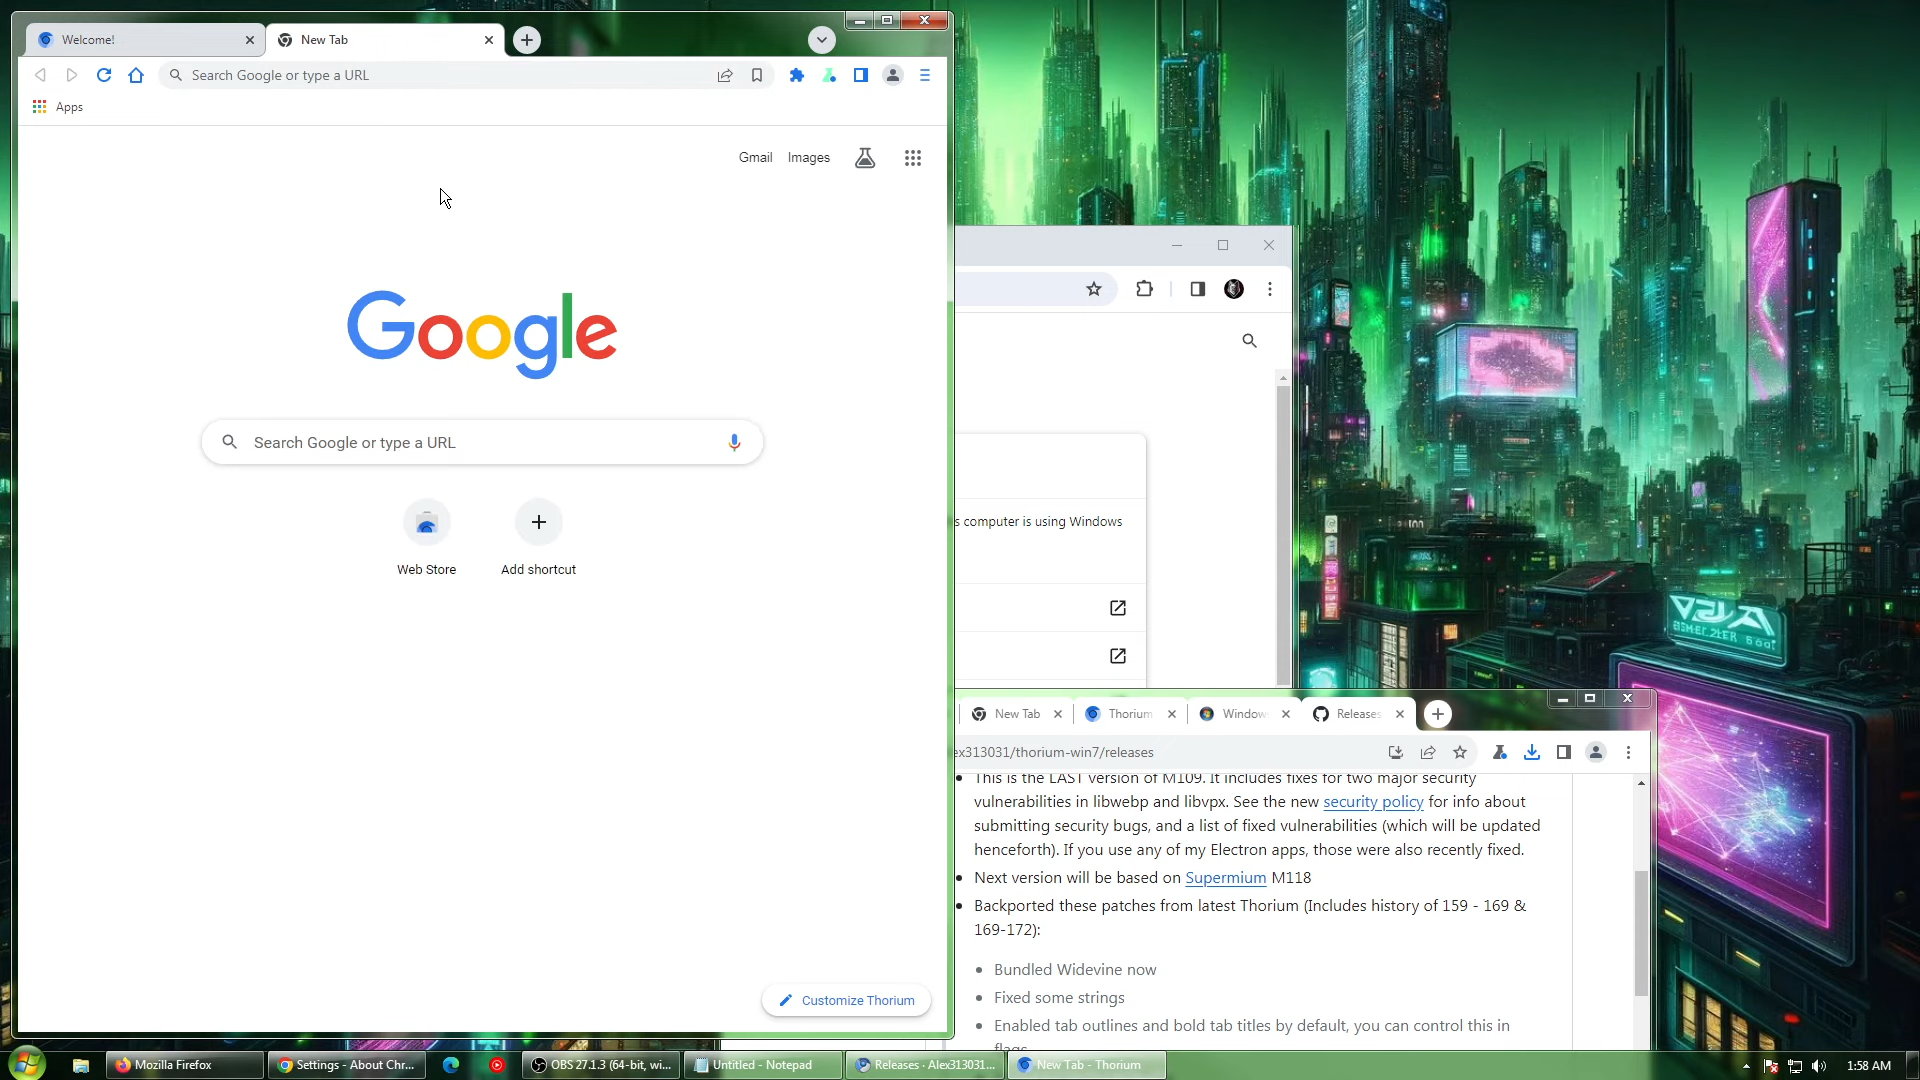 Welcome!
New Tab
Search Google or type a URL
Apps
Gmail
Images
Google
Search Google or type a URL
Web Store
Add shortcut
Customize Thorium
s computer is using Windows
New Tab
Thorium
Window
Releases
ex313031/thorium-win7/releases
This is the LAST version of M109. It includes fixes for two major security
vulnerabilities in libwebp and libvpx. See the new security policy for info about
submitting security bugs, and a list of fixed vulnerabilities (which will be updated
henceforth). If you use any of my Electron apps, those were also recently fixed.
Next version will be based on Supermium M118
Backported these patches from latest Thorium (Includes history of 159 - 169 &
169-172):
Bundled Widevine now
Fixed some strings
Enabled tab outlines and bold tab titles by default, you can control this in
flags
Mozilla Firefox
Settings - About Chr...
OBS 27.1.3 (64-bit, wi...
Untitled - Notepad
Releases · Alex313031...
New Tab - Thorium
1:58 AM